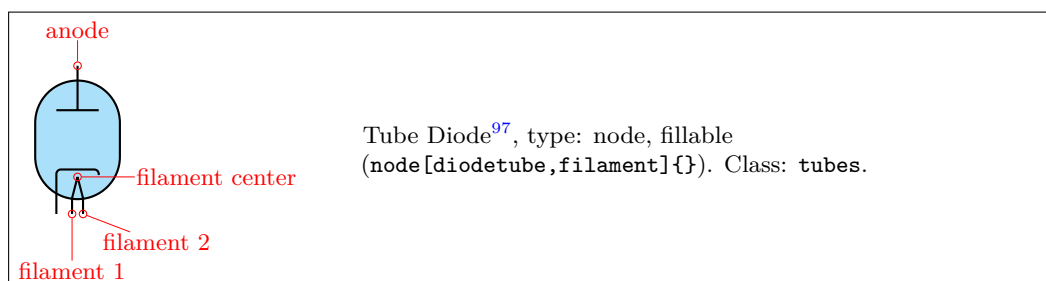 anode
filament center
filament 2
filament 1
Tube Diode97, type: node, fillable
(node[diodetube,filament]{}). Class: tubes.